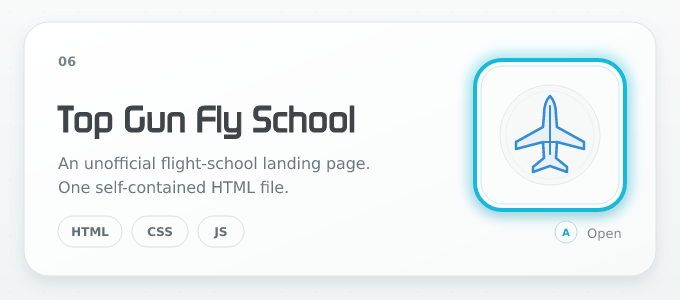 06
Top Gun Fly School
An unofficial flight-school landing page.
One self-contained HTML file.
HTML CSS JS
A Open